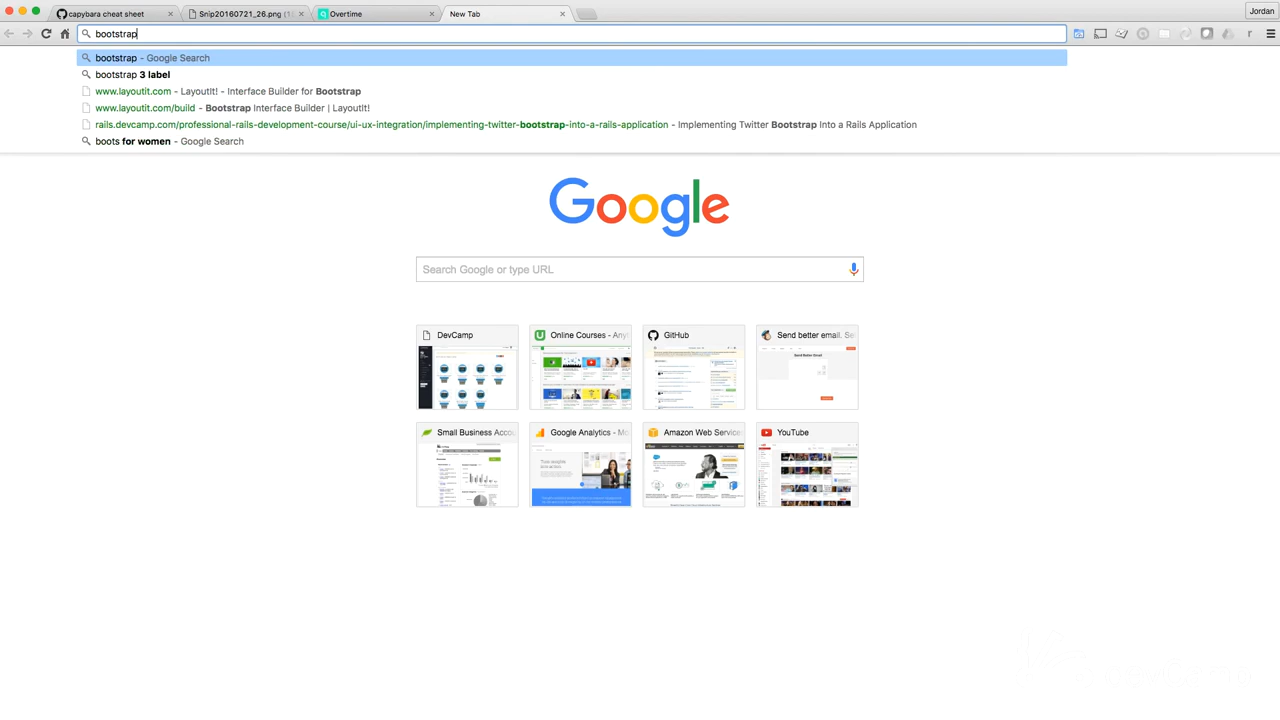 capybara cheat sheet
Snip20160721_26.png (1
Overtime
New Tab
Jordan
bootstrap
bootstrap - Google Search
bootstrap 3 label
www.layoutit.com - LayoutIt! - Interface Builder for Bootstrap
www.layoutit.com/build - Bootstrap Interface Builder | LayoutIt!
rails.devcamp.com/professional-rails-development-course/ui-ux-integration/implementing-twitter-bootstrap-into-a-rails-application - Implementing Twitter Bootstrap Into a Rails Application
boots for women - Google Search
Google
Search Google or type URL
DevCamp
Online Courses - Any
GitHub
Send better email. Se
Small Business Acco
Google Analytics - Mo
Amazon Web Service
YouTube